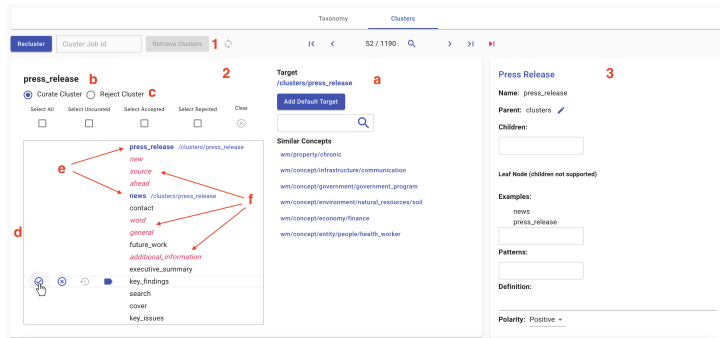 Taxonomy
Clusters
Recluster
Cluster Job Id
Retrieve Clusters
1
52 / 1190
2
press_release
b
Curate Cluster
Reject Cluster
c
Select All
Select Uncurated
Select Accepted
Select Rejected
Clear
d
e
f
press_release /clusters/press_release
new
source
ahead
news /clusters/press_release
contact
word
general
future_work
additional_information
executive_summary
key_findings
search
cover
key_issues
Target
/clusters/press_release
a
Add Default Target
Similar Concepts
wm/property/chronic
wm/concept/infrastructure/communication
wm/concept/government/government_program
wm/concept/environment/natural_resources/soil
wm/concept/economy/finance
wm/concept/entity/people/health_worker
Press Release
3
Name: press_release
Parent: clusters
Children:
Leaf Node (children not supported)
Examples:
news
press_release
Patterns:
Definition:
Polarity: Positive